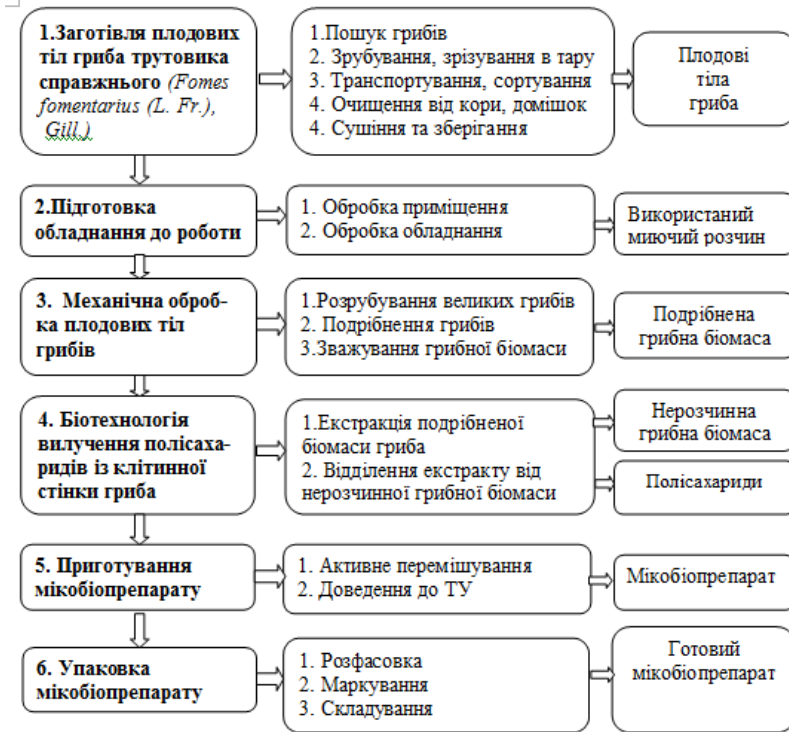 1.Заготівля плодових
тіл гриба трутовика
справжнього (Fomes
fomentarius (L. Fr.),
Gill.)
1.Пошук грибів
2. Зрубування, зрізування в тару
3. Транспортування, сортування
4. Очищення від кори, домішок
4. Сушіння та зберігання
Плодові
тіла
гриба
2.Підготовка
обладнання до роботи
1. Обробка приміщення
2. Обробка обладнання
Використаний
миючий розчин
3. Механічна оброб-
ка плодових тіл
грибів
1.Розрубування великих грибів
2. Подрібнення грибів
3.Зважування грибної біомаси
Подрібнена
грибна біомаса
4. Біотехнологія
вилучення полісаха-
ридів із клітинної
стінки гриба
1.Екстракція подрібненої
біомаси гриба
2. Відділення екстракту від
нерозчинної грибної біомаси
Нерозчинна
грибна біомаса
Полісахариди
5. Приготування
мікобіопрепарату
1. Активне перемішування
2. Доведення до ТУ
Мікобіопрепарат
6. Упаковка
мікобіопрепарату
1. Розфасовка
2. Маркування
3. Складування
Готовий
мікобіопрепарат